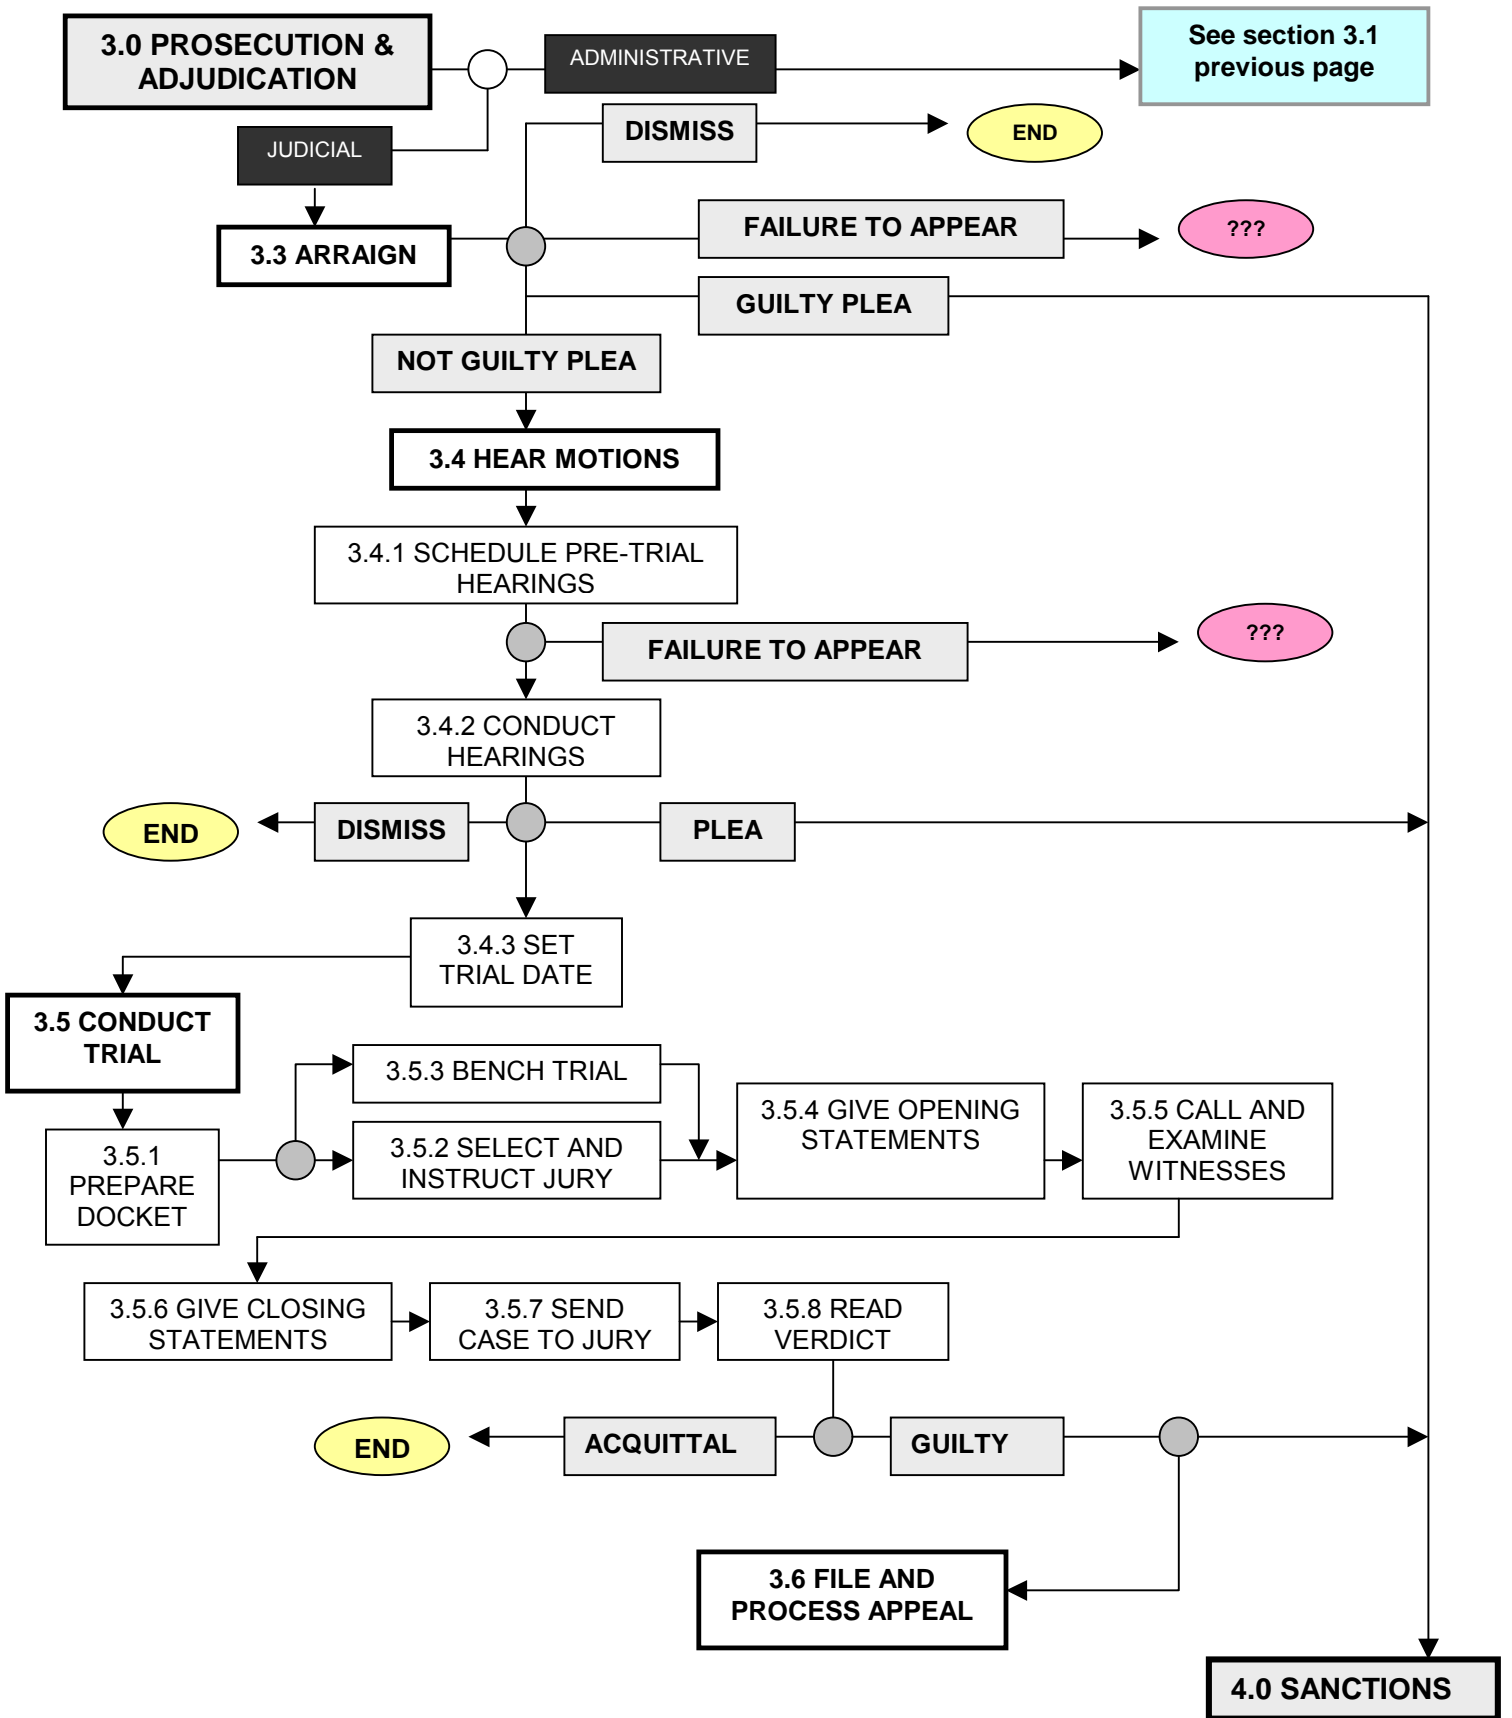 3.0 PROSECUTION &
ADJUDICATION
ADMINISTRATIVE
See section 3.1
previous page
DISMISS
END
JUDICIAL
FAILURE TO APPEAR
???
3.3 ARRAIGN
GUILTY PLEA
NOT GUILTY PLEA
3.4 HEAR MOTIONS
3.4.1 SCHEDULE PRE-TRIAL
HEARINGS
FAILURE TO APPEAR
???
3.4.2 CONDUCT
HEARINGS
END
DISMISS
PLEA
3.4.3 SET
TRIAL DATE
3.5 CONDUCT
TRIAL
3.5.1
PREPARE
DOCKET
3.5.3 BENCH TRIAL
3.5.2 SELECT AND
INSTRUCT JURY
3.5.4 GIVE OPENING
STATEMENTS
3.5.5 CALL AND
EXAMINE
WITNESSES
3.5.6 GIVE CLOSING
STATEMENTS
3.5.7 SEND
CASE TO JURY
3.5.8 READ
VERDICT
END
ACQUITTAL
GUILTY
3.6 FILE AND
PROCESS APPEAL
4.0 SANCTIONS